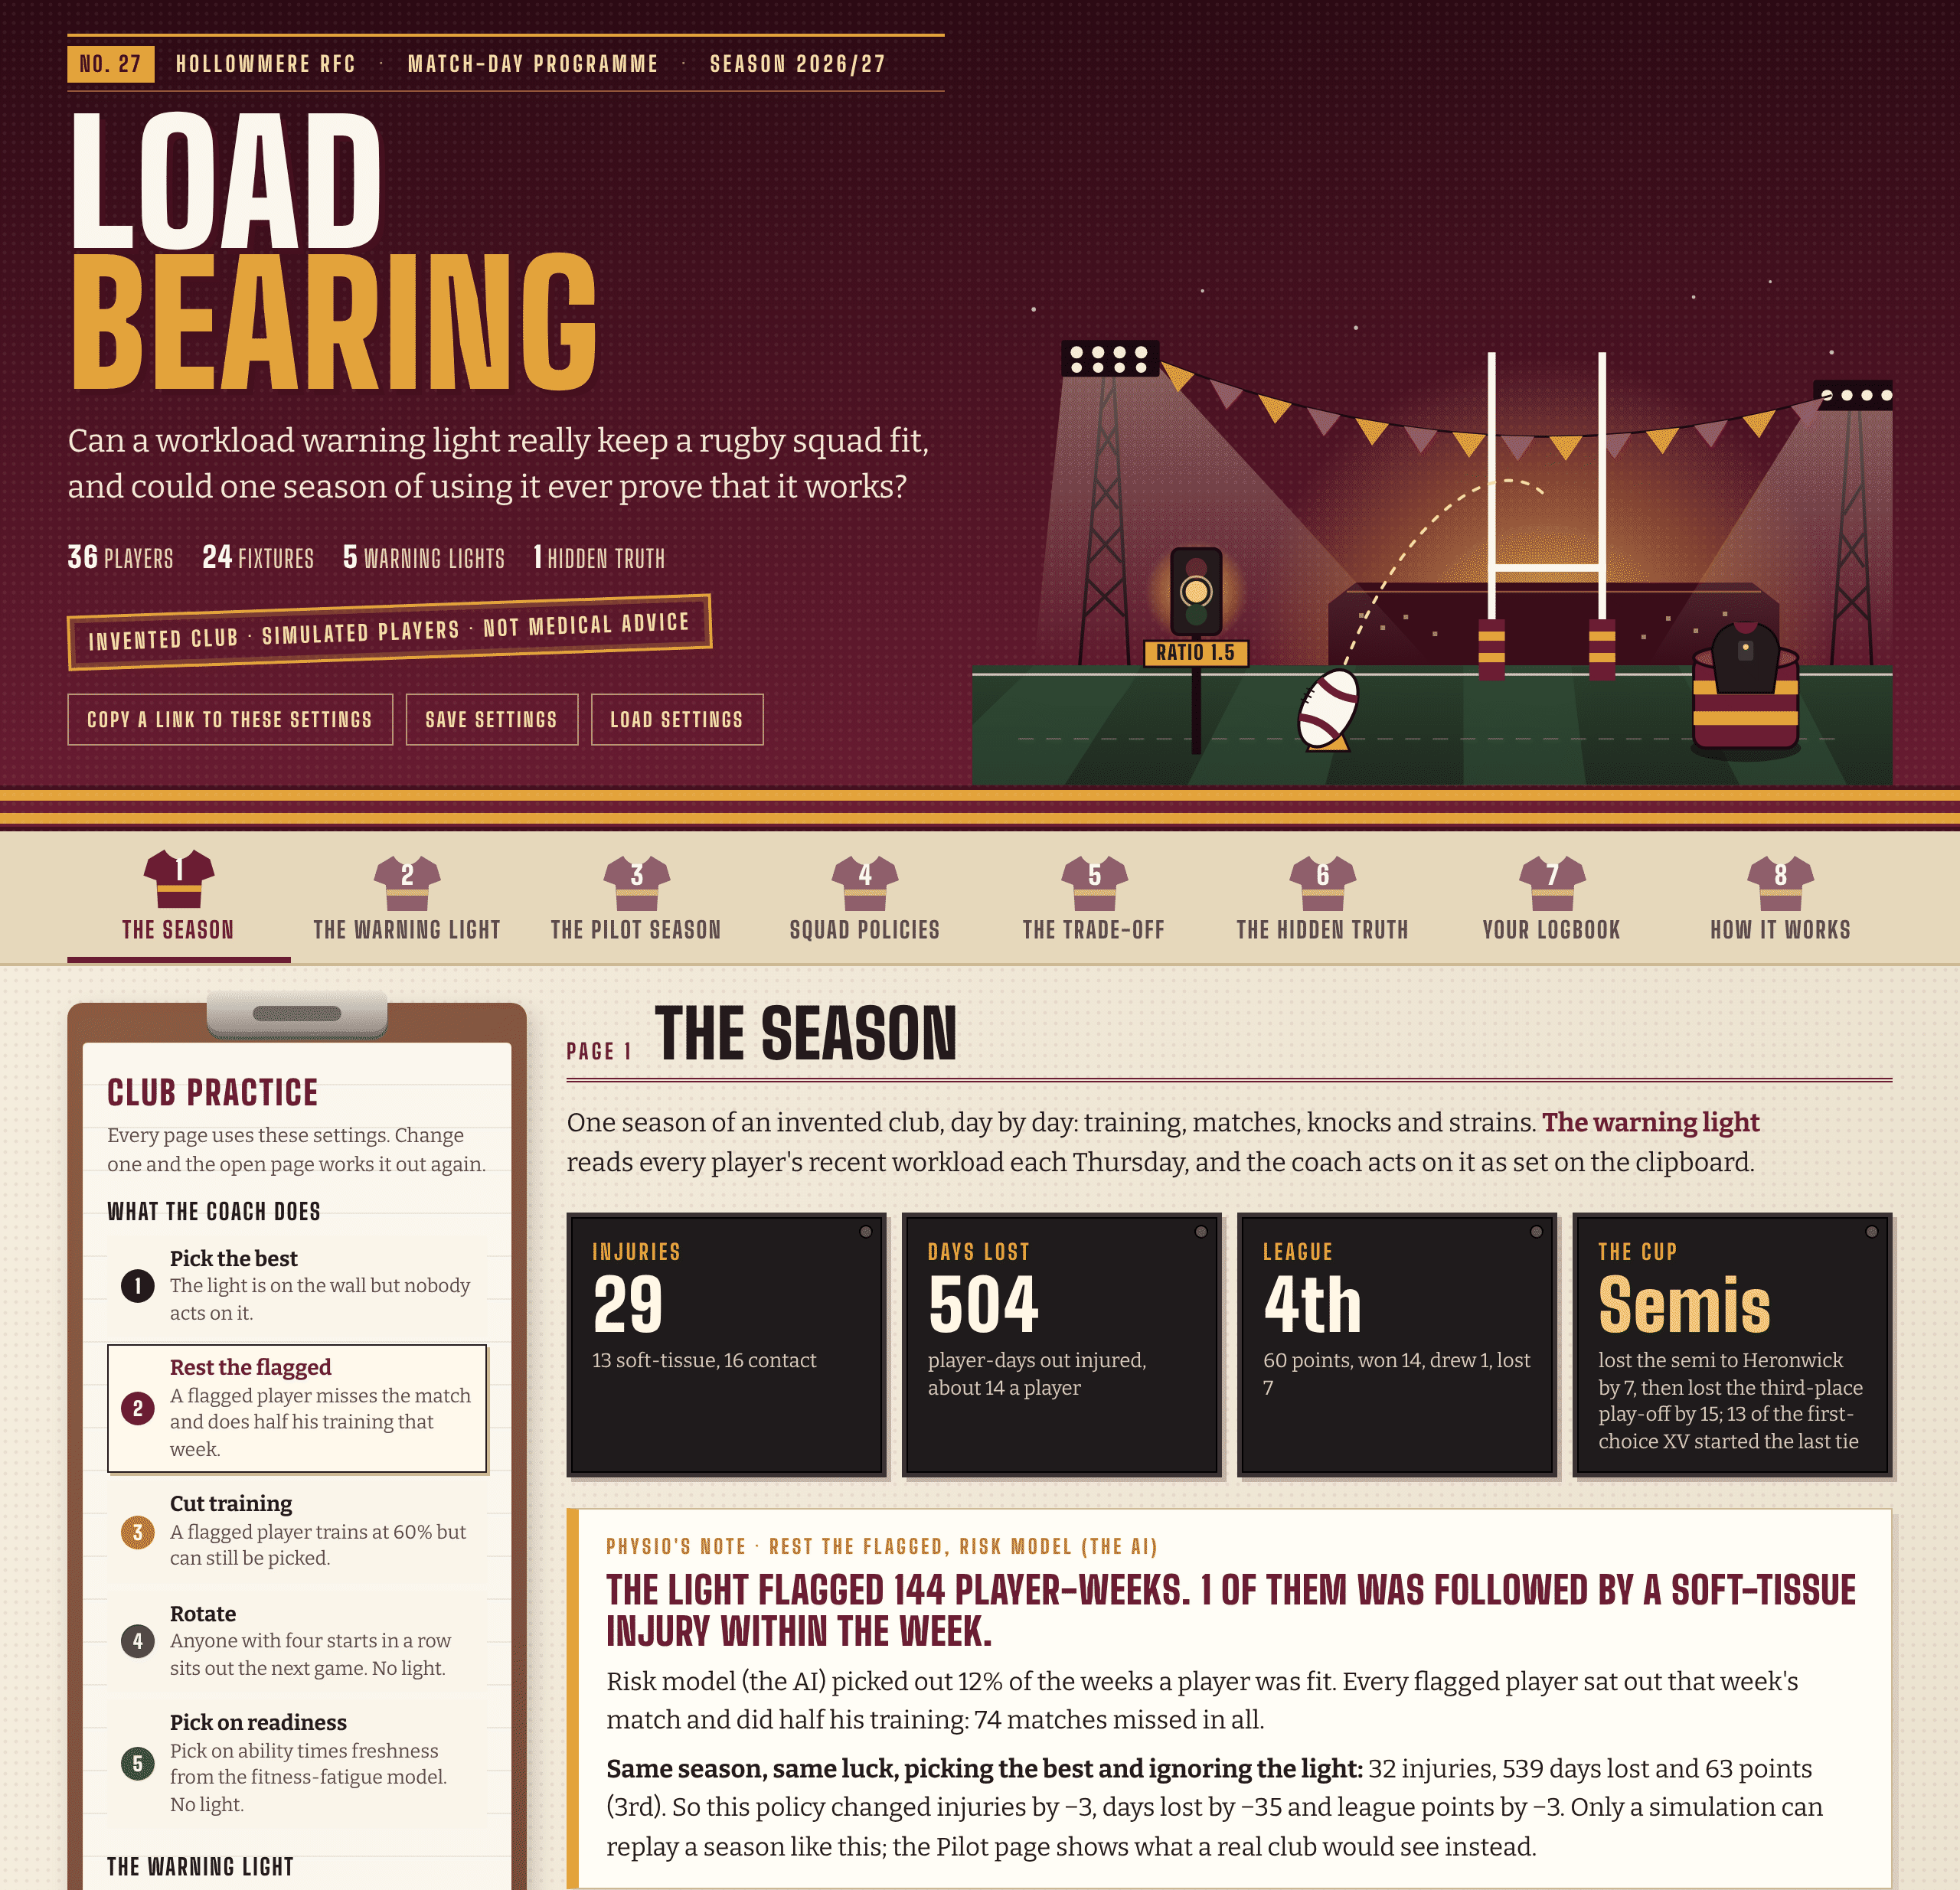 NO. 27 HOLLOWMERE RFC · MATCH-DAY PROGRAMME · SEASON 2026/27
LOAD
BEARING
Can a workload warning light really keep a rugby squad fit,
and could one season of using it ever prove that it works?
36 PLAYERS 24 FIXTURES 5 WARNING LIGHTS 1 HIDDEN TRUTH
INVENTED CLUB · SIMULATED PLAYERS · NOT MEDICAL ADVICE
COPY A LINK TO THESE SETTINGS SAVE SETTINGS LOAD SETTINGS
RATIO 1.5
1 THE SEASON
2 THE WARNING LIGHT
3 THE PILOT SEASON
4 SQUAD POLICIES
5 THE TRADE-OFF
6 THE HIDDEN TRUTH
7 YOUR LOGBOOK
8 HOW IT WORKS
CLUB PRACTICE
Every page uses these settings. Change
one and the open page works it out again.
WHAT THE COACH DOES
1 Pick the best
The light is on the wall but nobody
acts on it.
2 Rest the flagged
A flagged player misses the match
and does half his training that
week.
3 Cut training
A flagged player trains at 60% but
can still be picked.
4 Rotate
Anyone with four starts in a row
sits out the next game. No light.
5 Pick on readiness
Pick on ability times freshness
from the fitness-fatigue model.
No light.
THE WARNING LIGHT
PAGE 1 THE SEASON
One season of an invented club, day by day: training, matches, knocks and strains. The warning light
reads every player's recent workload each Thursday, and the coach acts on it as set on the clipboard.
INJURIES
29
13 soft-tissue, 16 contact
DAYS LOST
504
player-days out injured,
about 14 a player
LEAGUE
4th
60 points, won 14, drew 1, lost
7
THE CUP
Semis
lost the semi to Heronwick
by 7, then lost the third-place
play-off by 15; 13 of the first-
choice XV started the last tie
PHYSIO'S NOTE · REST THE FLAGGED, RISK MODEL (THE AI)
THE LIGHT FLAGGED 144 PLAYER-WEEKS. 1 OF THEM WAS FOLLOWED BY A SOFT-TISSUE
INJURY WITHIN THE WEEK.
Risk model (the AI) picked out 12% of the weeks a player was fit. Every flagged player sat out that week's
match and did half his training: 74 matches missed in all.
Same season, same luck, picking the best and ignoring the light: 32 injuries, 539 days lost and 63 points
(3rd). So this policy changed injuries by −3, days lost by −35 and league points by −3. Only a simulation can
replay a season like this; the Pilot page shows what a real club would see instead.